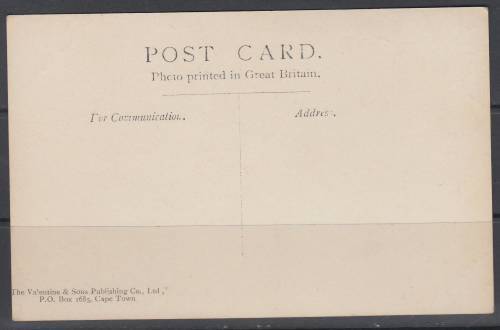 POST CARD.
Photo printed in Great Britain.
For Communication.
Address.
The Valentine & Sons Publishing Co., Ltd.,
P.O. Box 1685, Cape Town